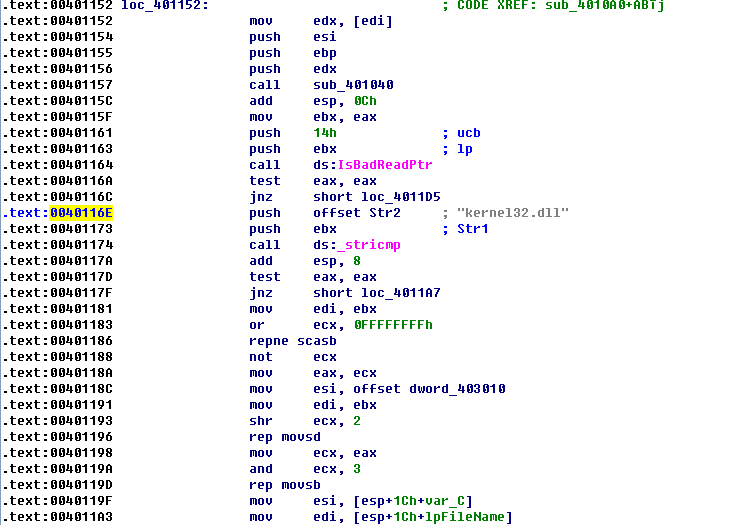 .text:00401152 loc_401152: ; CODE XREF: sub_4010A0+ABïj
.text:00401152 mov edx, [edi]
.text:00401154 push esi
.text:00401155 push ebp
.text:00401156 push edx
.text:00401157 call sub_401040
.text:0040115C add esp, 0Ch
.text:0040115F mov ebx, eax
.text:00401161 push 14h ; ucb
.text:00401163 push ebx ; lp
.text:00401164 call ds:IsBadReadPtr
.text:0040116A test eax, eax
.text:0040116C jnz short loc_4011D5
.text:0040116E push offset Str2 ; "kernel32.dll"
.text:00401173 push ebx ; Str1
.text:00401174 call ds:_stricmp
.text:0040117A add esp, 8
.text:0040117D test eax, eax
.text:0040117F jnz short loc_4011A7
.text:00401181 mov edi, ebx
.text:00401183 or ecx, 0FFFFFFFFh
.text:00401186 repne scasb
.text:00401188 not ecx
.text:0040118A mov eax, ecx
.text:0040118C mov esi, offset dword_403010
.text:00401191 mov edi, ebx
.text:00401193 shr ecx, 2
.text:00401196 rep movsd
.text:00401198 mov ecx, eax
.text:0040119A and ecx, 3
.text:0040119D rep movsb
.text:0040119F mov esi, [esp+1Ch+var_C]
.text:004011A3 mov edi, [esp+1Ch+lpFileName]